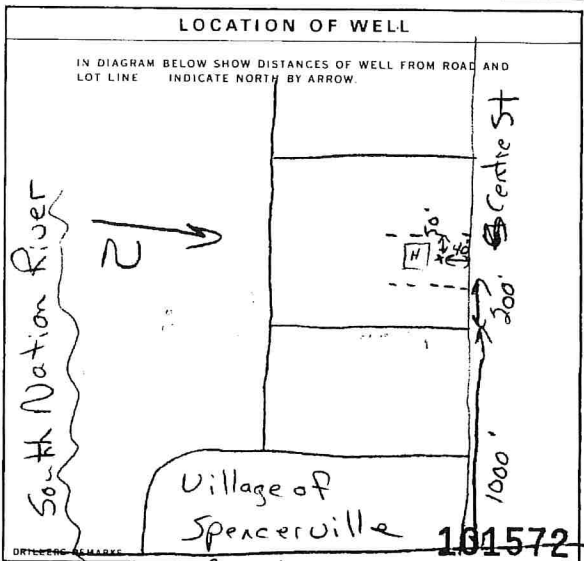 LOCATION OF WELL
IN DIAGRAM BELOW SHOW DISTANCES OF WELL FROM ROAD AND
LOT LINE INDICATE NORTH BY ARROW.
Centre St
South Nation River
N
50'
H
40'
200'
1000'
Village of
Spencerville
101572
DRILLERS REMARKS